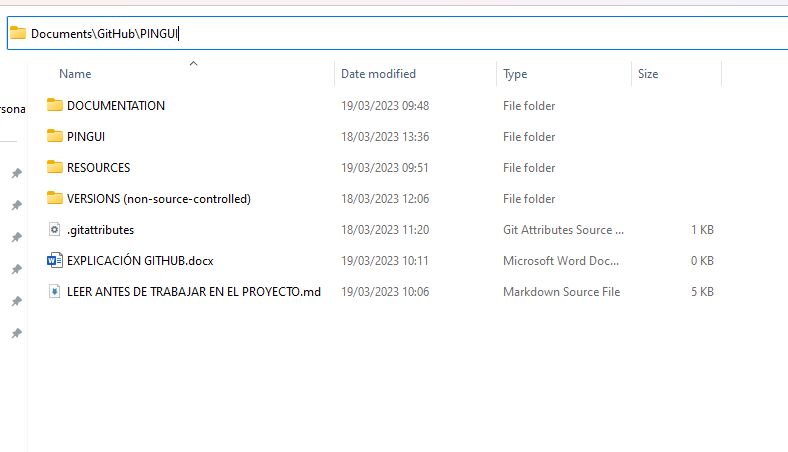 Documents\GitHub\PINGUI
Name Date modified Type Size
DOCUMENTATION 19/03/2023 09:48 File folder
PINGUI 18/03/2023 13:36 File folder
RESOURCES 19/03/2023 09:51 File folder
VERSIONS (non-source-controlled) 18/03/2023 12:06 File folder
.gitattributes 18/03/2023 11:20 Git Attributes Source ... 1 KB
EXPLICACIÓN GITHUB.docx 19/03/2023 10:11 Microsoft Word Doc... 0 KB
LEER ANTES DE TRABAJAR EN EL PROYECTO.md 19/03/2023 10:06 Markdown Source File 5 KB
rsona